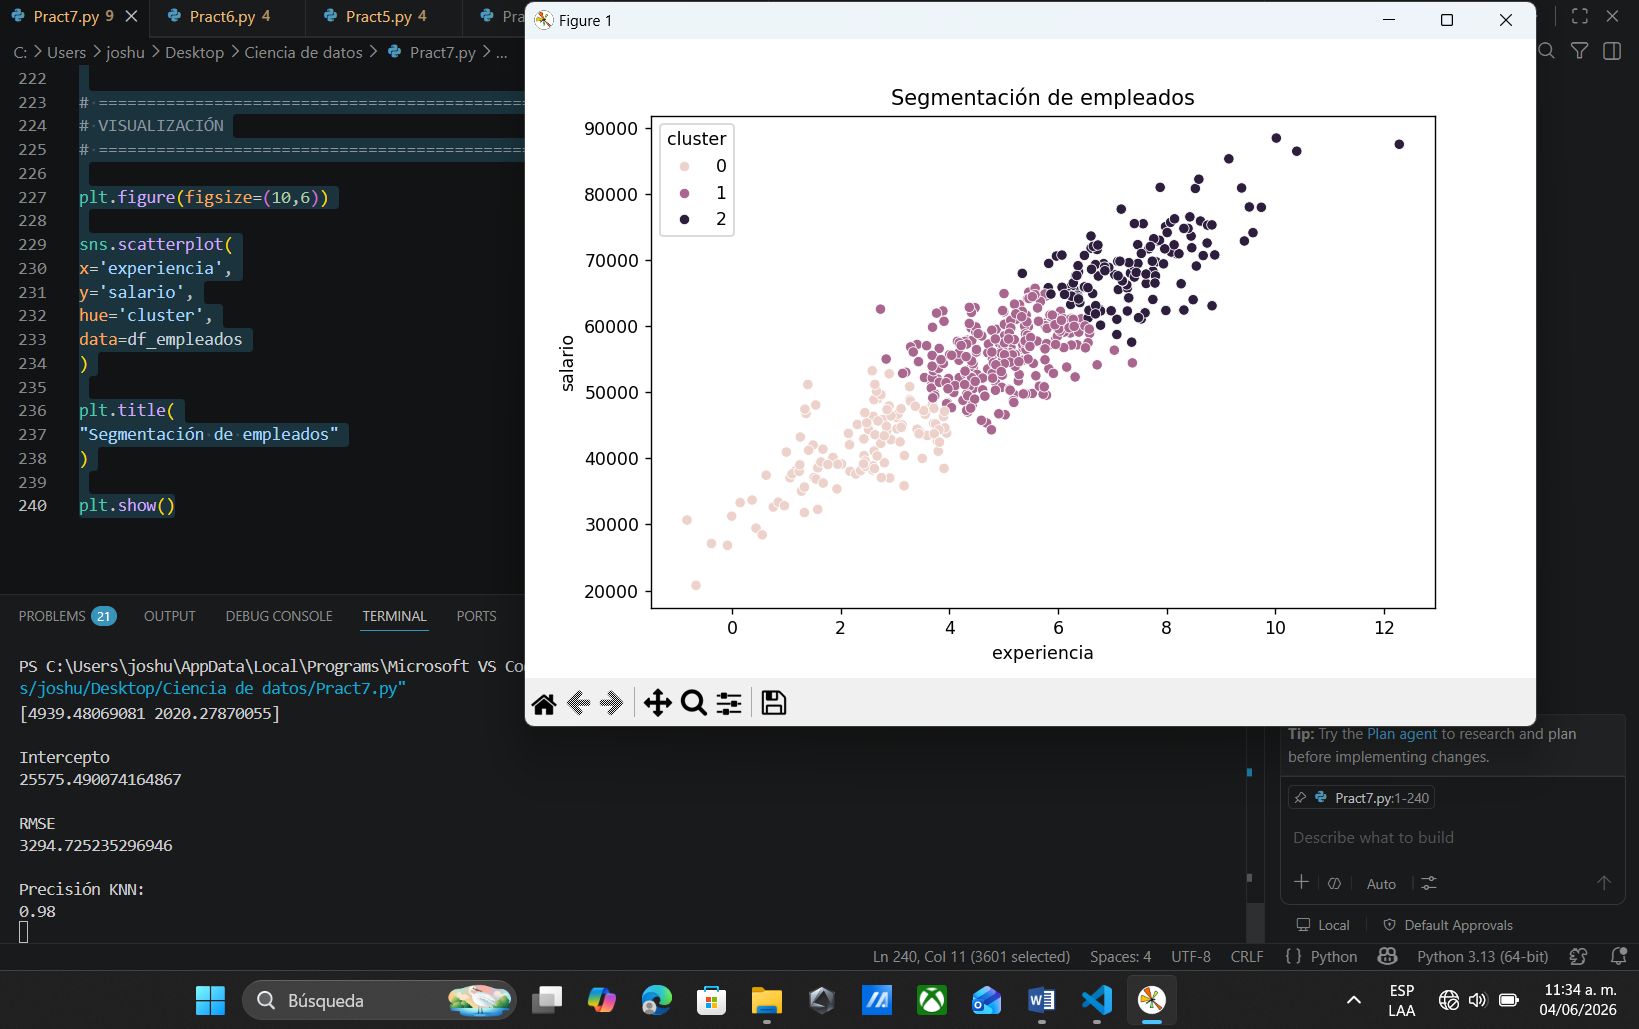 Pract7.py 9
Pract6.py 4
Pract5.py 4
C: > Users > joshu > Desktop > Ciencia de datos > Pract7.py > ...
222
223 # ============================================
224 # VISUALIZACIÓN
225 # ============================================
226
227 plt.figure(figsize=(10,6))
228
229 sns.scatterplot(
230 x='experiencia',
231 y='salario',
232 hue='cluster',
233 data=df_empleados
234 )
235
236 plt.title(
237 "Segmentación de empleados"
238 )
239
240 plt.show()
Figure 1
Segmentación de empleados
cluster
0
1
2
90000
80000
70000
60000
50000
40000
30000
20000
salario
0 2 4 6 8 10 12
experiencia
PROBLEMS 21 OUTPUT DEBUG CONSOLE TERMINAL PORTS
PS C:\Users\joshu\AppData\Local\Programs\Microsoft VS Co
s/joshu/Desktop/Ciencia de datos/Pract7.py"
[4939.48069081 2020.27870055]
Intercepto
25575.490074164867
RMSE
3294.725235296946
Precisión KNN:
0.98
Tip: Try the Plan agent to research and plan
before implementing changes.
Pract7.py:1-240
Describe what to build
Auto
Local Default Approvals
Ln 240, Col 11 (3601 selected) Spaces: 4 UTF-8 CRLF { } Python Python 3.13 (64-bit)
Búsqueda
ESP
LAA
11:34 a. m.
04/06/2026